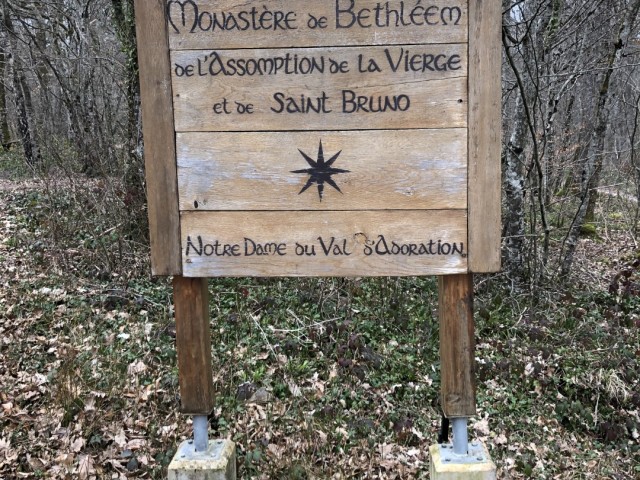 Monastère de Bethléem
de l'Assomption de la Vierge
et de Saint Bruno
Notre Dame du Val d'Adoration